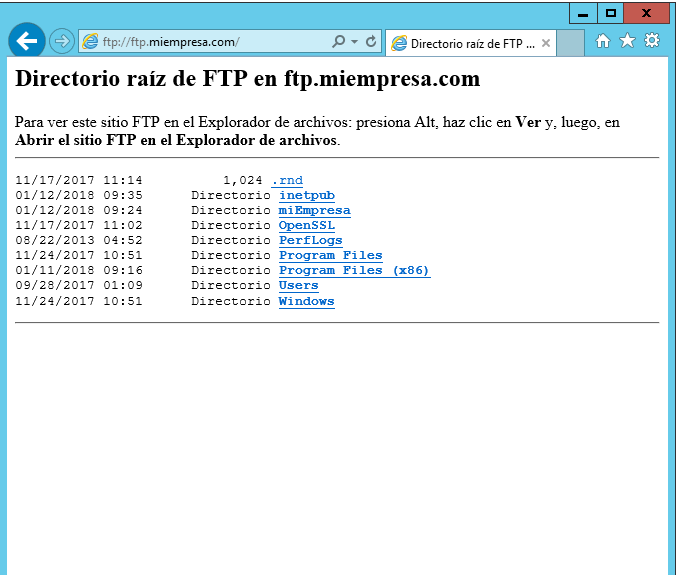 ftp://ftp.miempresa.com/
Directorio raíz de FTP ...
Directorio raíz de FTP en ftp.miempresa.com
Para ver este sitio FTP en el Explorador de archivos: presiona Alt, haz clic en Ver y, luego, en
Abrir el sitio FTP en el Explorador de archivos.
11/17/2017 11:14 1,024 .rnd
01/12/2018 09:35 Directorio inetpub
01/12/2018 09:24 Directorio miEmpresa
11/17/2017 11:02 Directorio OpenSSL
08/22/2013 04:52 Directorio PerfLogs
11/24/2017 10:51 Directorio Program Files
01/11/2018 09:16 Directorio Program Files (x86)
09/28/2017 01:09 Directorio Users
11/24/2017 10:51 Directorio Windows